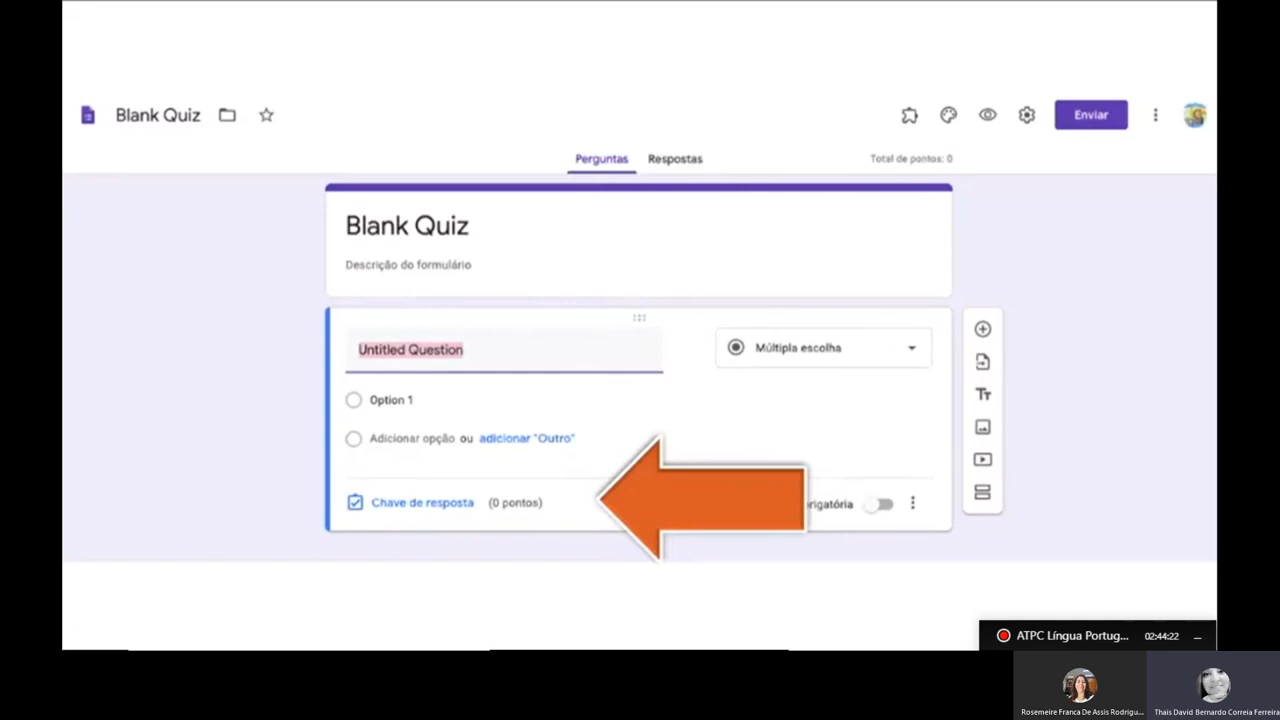 Blank Quiz
Enviar
Perguntas
Respostas
Total de pontos: 0
Blank Quiz
Descrição do formulário
Untitled Question
Múltipla escolha
Option 1
Adicionar opção ou adicionar "Outro"
Chave de resposta (0 pontos)
rigatória
ATPC Língua Portug... 02:44:22
Rosemeire Franca De Assis Rodrigu...
Thais David Bernardo Correia Ferreira